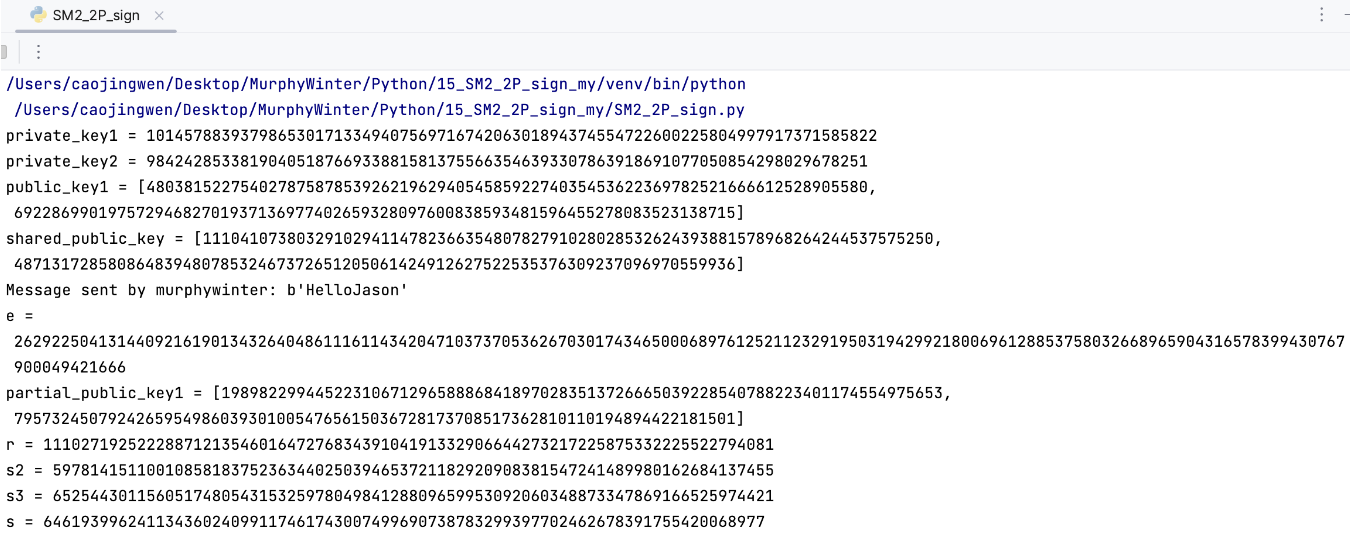 SM2_2P_sign
/Users/caojingwen/Desktop/MurphyWinter/Python/15_SM2_2P_sign_my/venv/bin/python
/Users/caojingwen/Desktop/MurphyWinter/Python/15_SM2_2P_sign_my/SM2_2P_sign.py
private_key1 = 101457883937986530171334940756971674206301894374554722600225804997917371585822
private_key2 = 98424285338190405187669338815813755663546393307863918691077050854298029678251
public_key1 = [48038152275402787587853926219629405458592274035453622369782521666612528905580,
69228699019757294682701937136977402659328097600838593481596455278083523138715]
shared_public_key = [111041073803291029411478236635480782791028028532624393881578968264244537575250,
48713172858086483948078532467372651205061424912627522535376309237096970559936]
Message sent by murphywinter: b'HelloJason'
e =
2629225041314409216190134326404861116114342047103737053626703017434650006897612521123291950319429921800696128853758032668965904316578399430767
900049421666
partial_public_key1 = [19898229944522310671296588868418970283513726665039228540788223401174554975653,
79573245079242659549860393010054765615036728173708517362810110194894422181501]
r = 111027192522288712135460164727683439104191332906644273217225875332225522794081
s2 = 59781415110010858183752363440250394653721182920908381547241489980162684137455
s3 = 65254430115605174805431532597804984128809659953092060348873347869166525974421
s = 64619399624113436024099117461743007499690738783299397702462678391755420068977